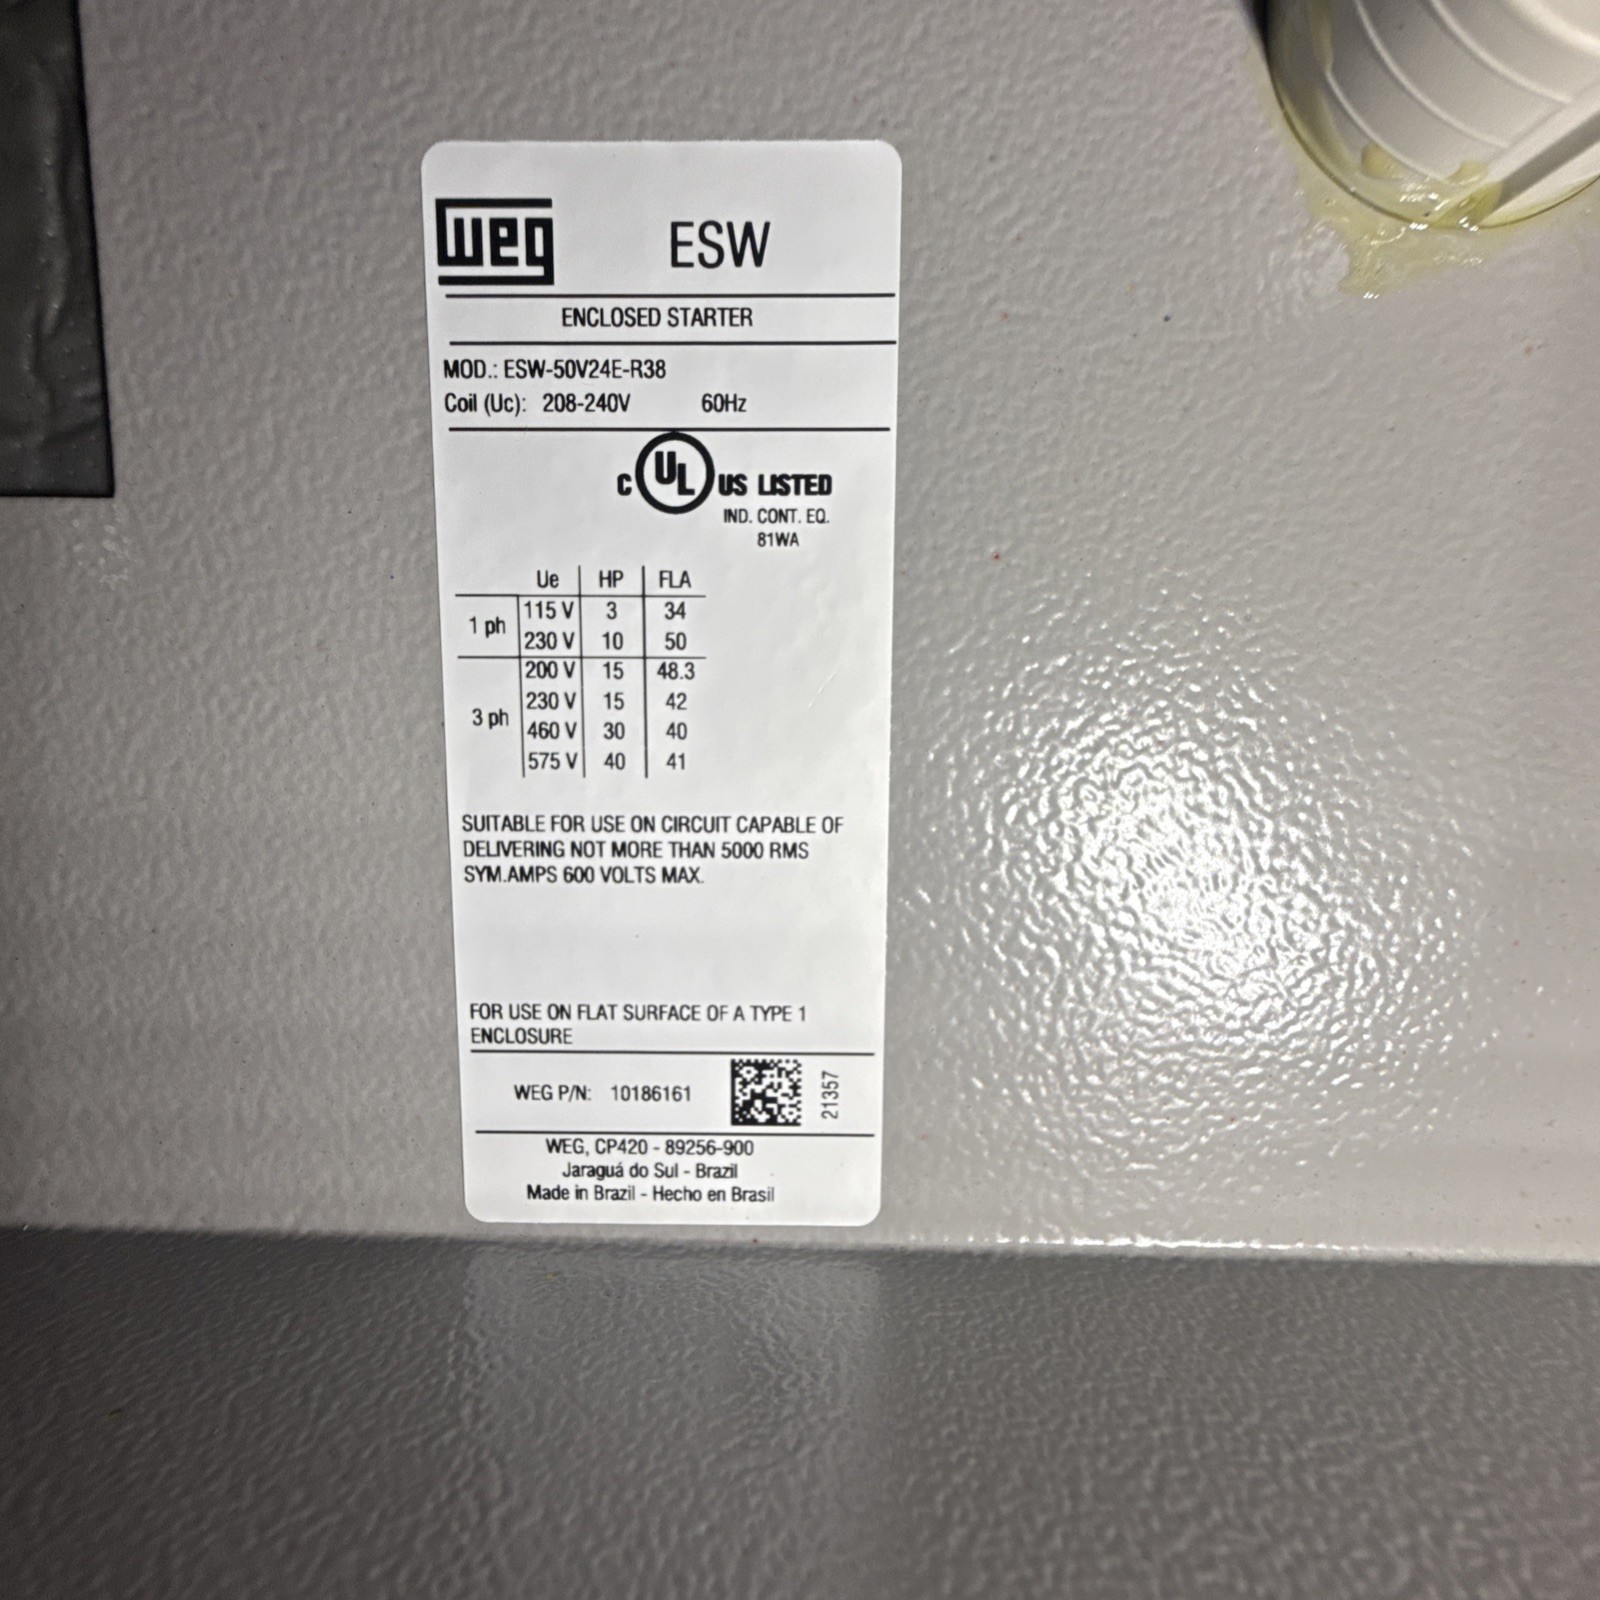 weg ESW
ENCLOSED STARTER
MOD.: ESW-50V24E-R38
Coil (Uc): 208-240V 60Hz
C UL US LISTED
IND. CONT. EQ.
81WA
Ue HP FLA
1 ph 115 V 3 34
230 V 10 50
3 ph 200 V 15 48.3
230 V 15 42
460 V 30 40
575 V 40 41
SUITABLE FOR USE ON CIRCUIT CAPABLE OF
DELIVERING NOT MORE THAN 5000 RMS
SYM.AMPS 600 VOLTS MAX.
FOR USE ON FLAT SURFACE OF A TYPE 1
ENCLOSURE
WEG P/N: 10186161
21357
WEG, CP420 - 89256-900
Jaraguá do Sul - Brazil
Made in Brazil - Hecho en Brasil